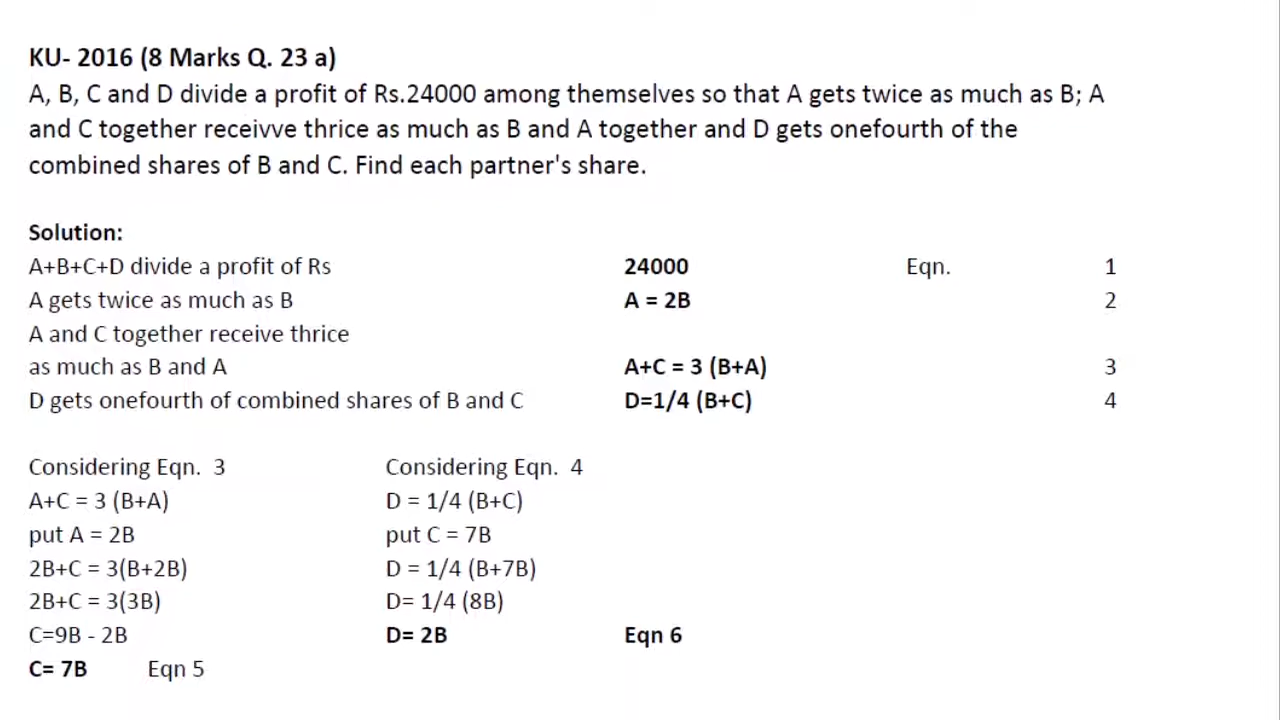 KU- 2016 (8 Marks Q. 23 a)
A, B, C and D divide a profit of Rs.24000 among themselves so that A gets twice as much as B; A
and C together receivve thrice as much as B and A together and D gets onefourth of the
combined shares of B and C. Find each partner's share.
Solution:
A+B+C+D divide a profit of Rs 24000 Eqn. 1
A gets twice as much as B A = 2B 2
A and C together receive thrice
as much as B and A A+C = 3 (B+A) 3
D gets onefourth of combined shares of B and C D=1/4 (B+C) 4
Considering Eqn. 3 Considering Eqn. 4
A+C = 3 (B+A) D = 1/4 (B+C)
put A = 2B put C = 7B
2B+C = 3(B+2B) D = 1/4 (B+7B)
2B+C = 3(3B) D= 1/4 (8B)
C=9B - 2B D= 2B Eqn 6
C= 7B Eqn 5